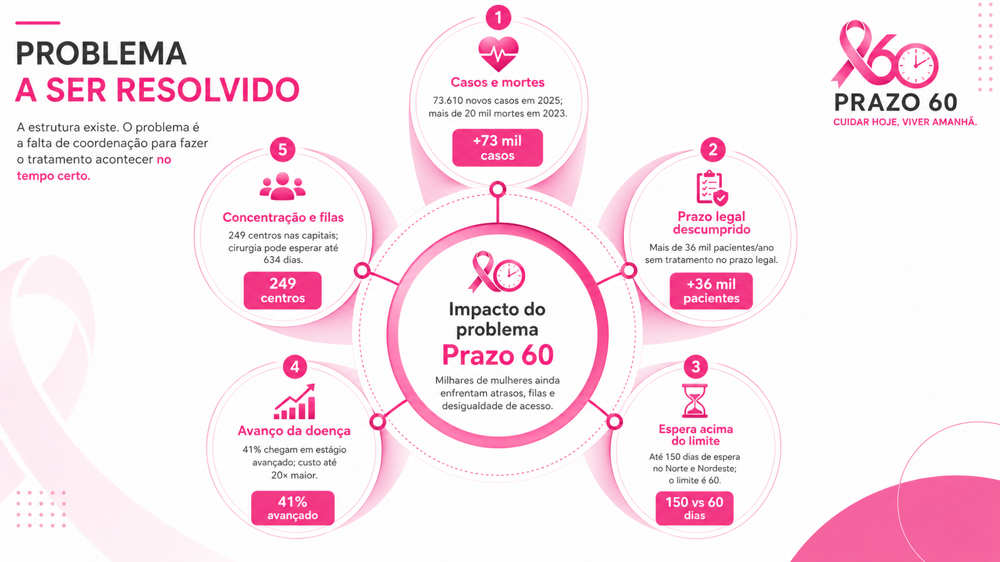 PROBLEMA
A SER RESOLVIDO
A estrutura existe. O problema é
a falta de coordenação para fazer
o tratamento acontecer no
tempo certo.
60
PRAZO 60
CUIDAR HOJE, VIVER AMANHÃ.
1
Casos e mortes
73.610 novos casos em 2025;
mais de 20 mil mortes em 2023.
+73 mil
casos
2
Prazo legal
descumprido
Mais de 36 mil pacientes/ano
sem tratamento no prazo legal.
+36 mil
pacientes
3
Espera acima
do limite
Até 150 dias de espera
no Norte e Nordeste;
o limite é 60.
150 vs 60
dias
4
Avanço da doença
41% chegam em estágio
avançado; custo até
20× maior.
41%
avançado
5
Concentração e filas
249 centros nas capitais;
cirurgia pode esperar até
634 dias.
249
centros
Impacto do
problema
Prazo 60
Milhares de mulheres ainda
enfrentam atrasos, filas e
desigualdade de acesso.